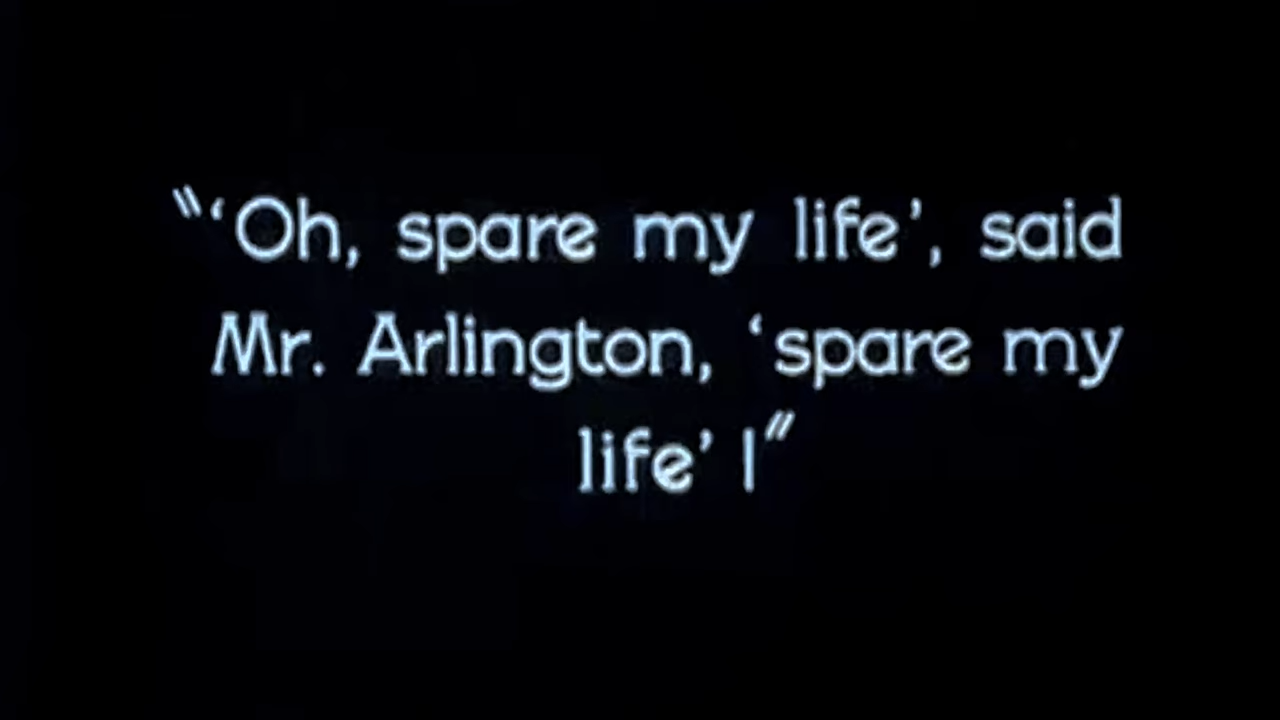 "‘Oh, spare my life’, said
Mr. Arlington, ‘spare my
life’ |"